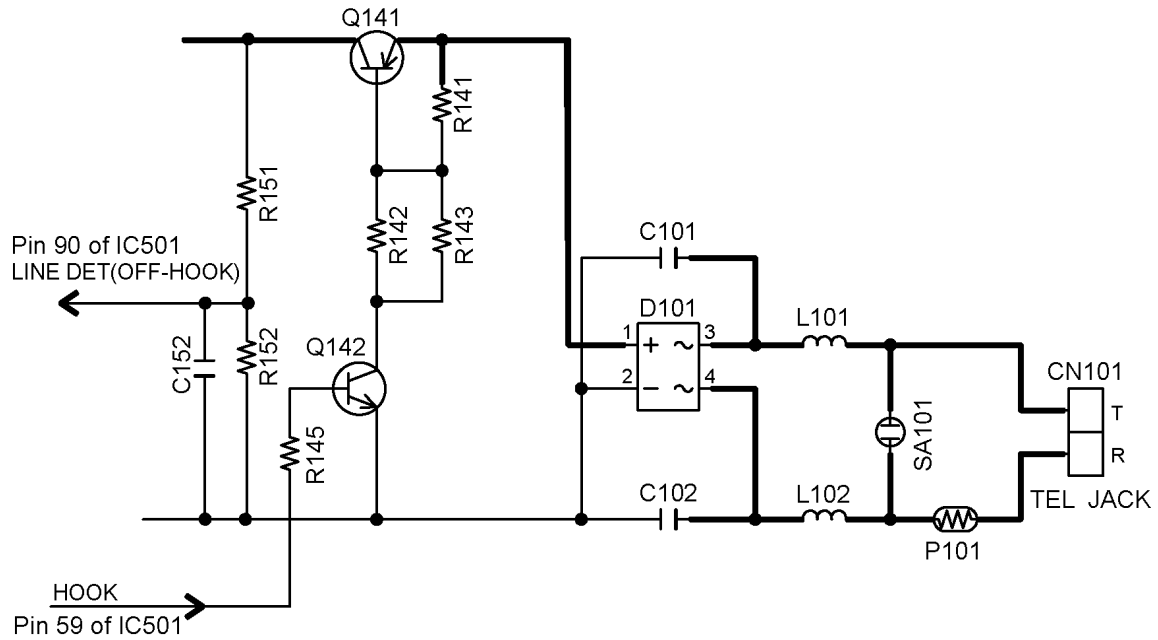 Q141
R141
R151
R142
R143
Pin 90 of IC501
LINE DET(OFF-HOOK)
C101
D101
1 + ~ 3
2 − ~ 4
L101
CN101
T
R
TEL JACK
SA101
C152
R152
Q142
R145
C102
L102
P101
HOOK
Pin 59 of IC501